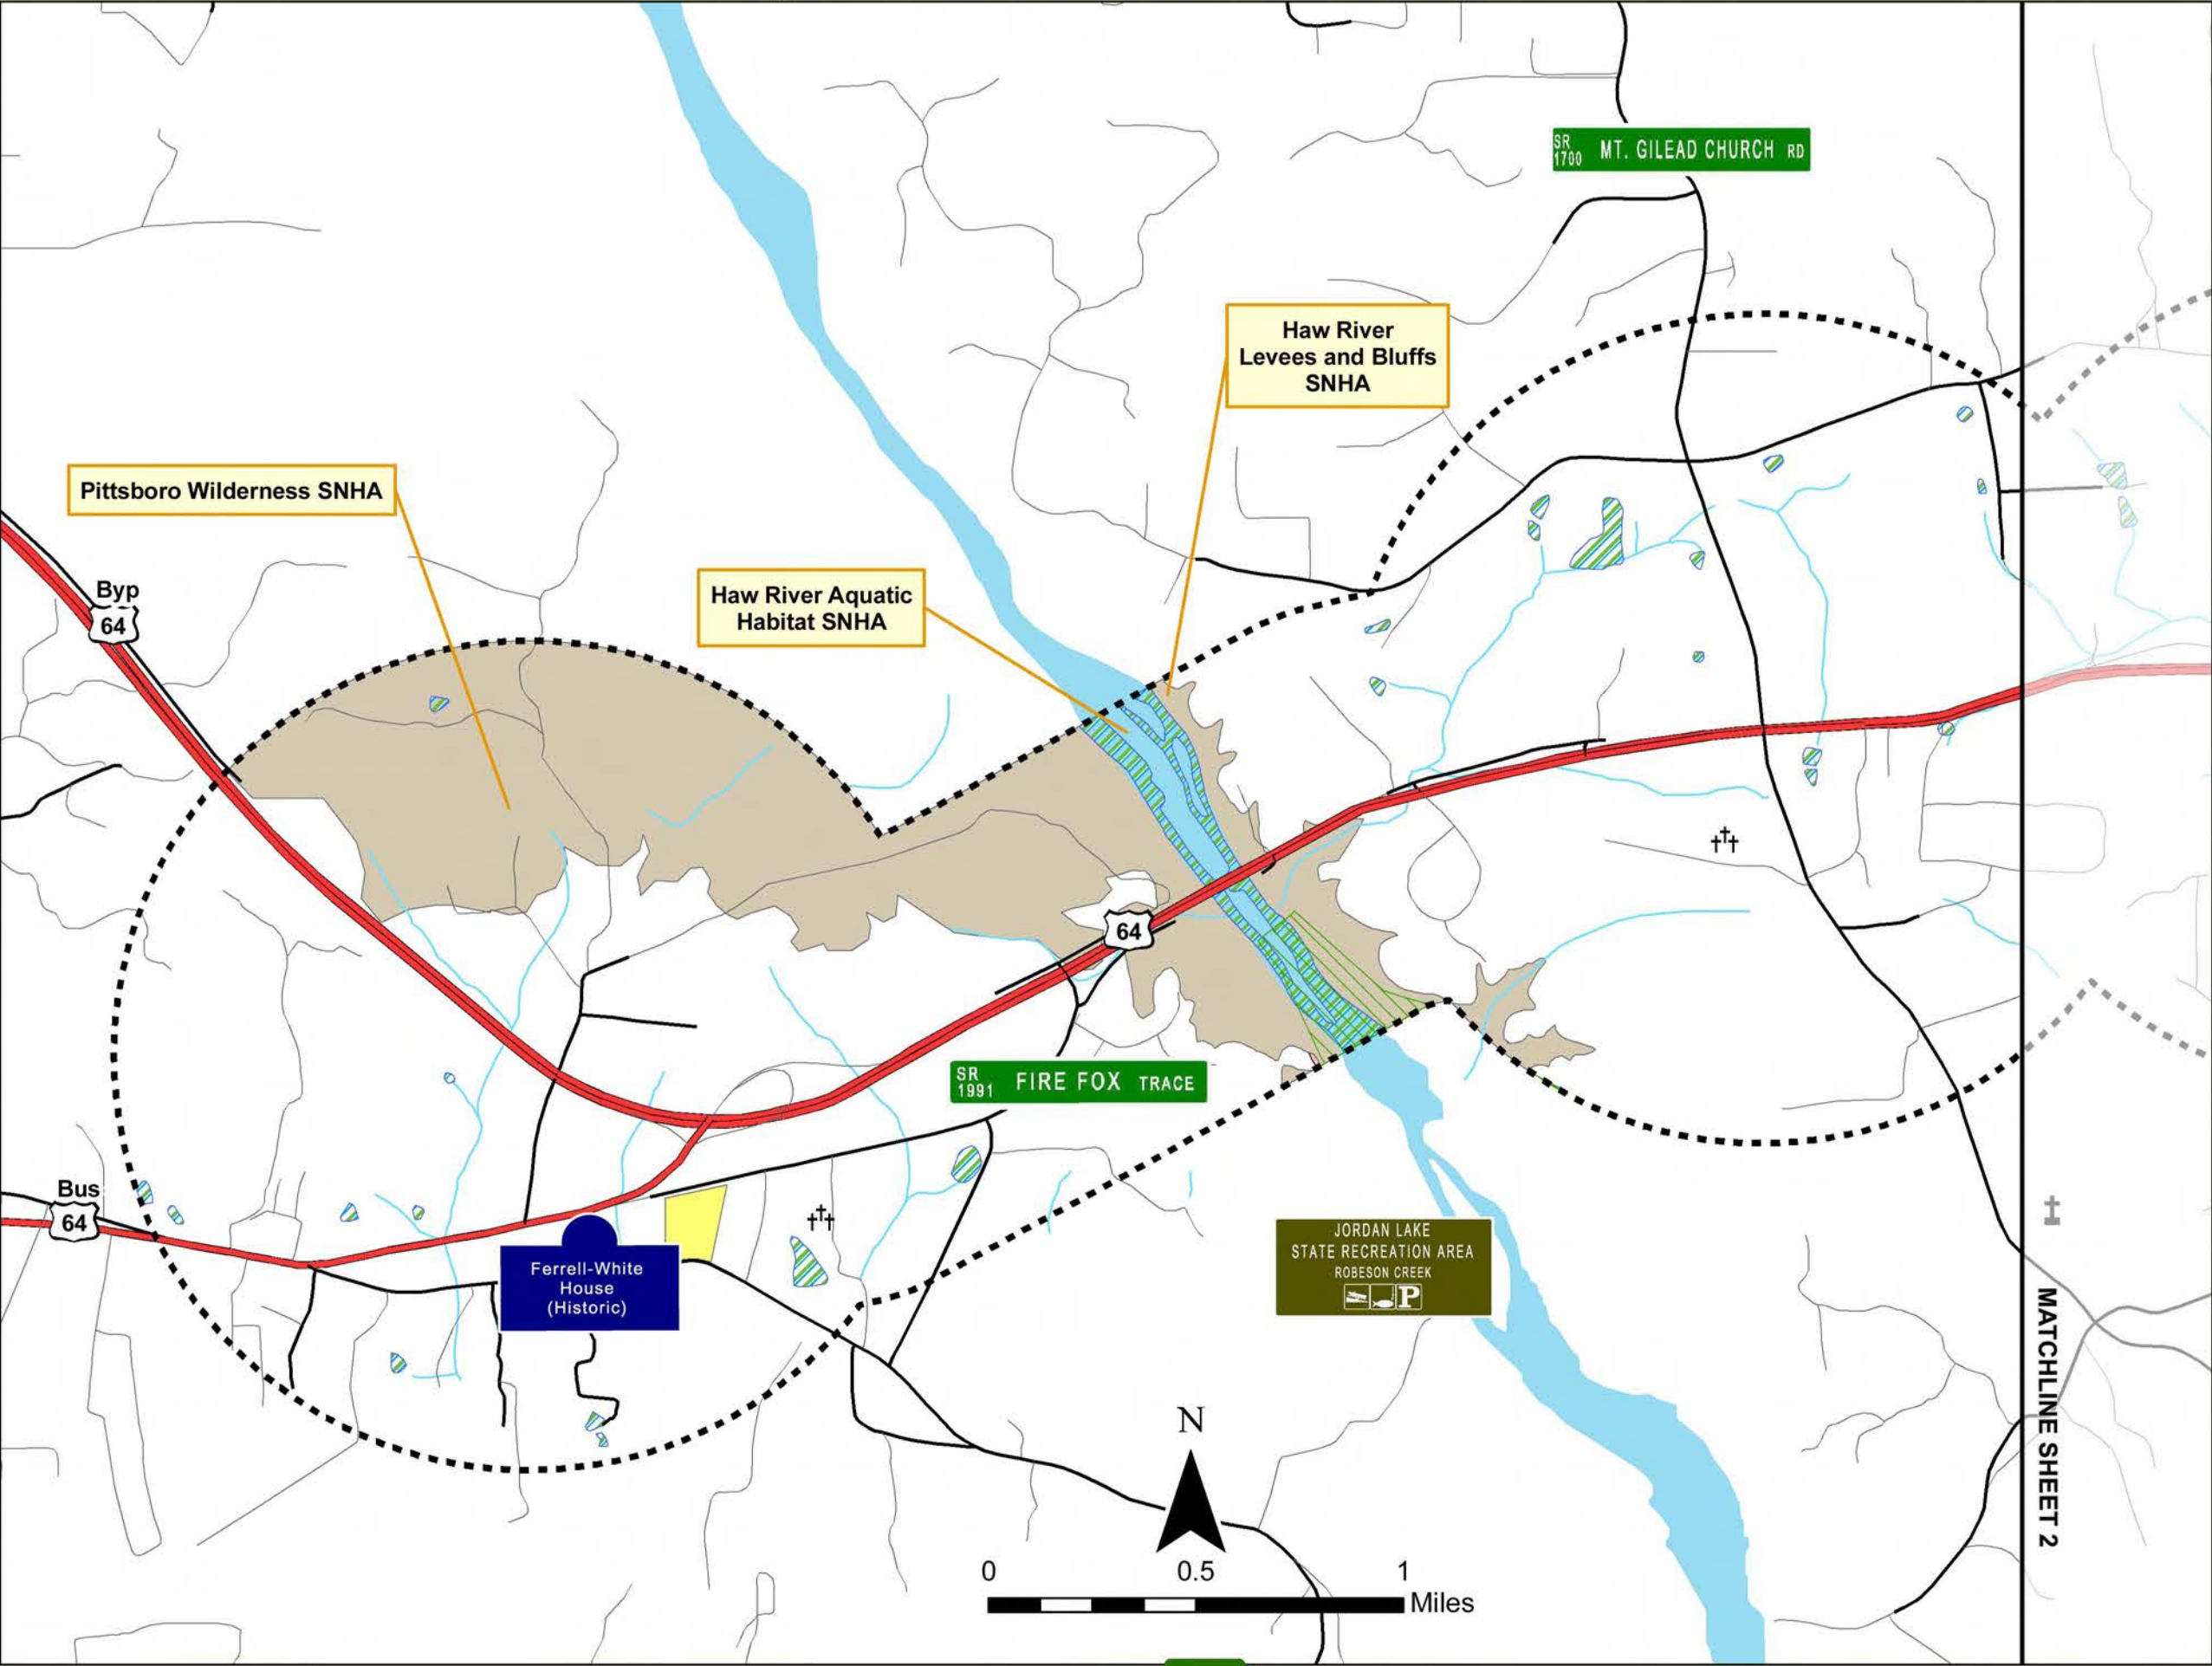 SR
1700 MT. GILEAD CHURCH RD
Haw River
Levees and Bluffs
SNHA
Pittsboro Wilderness SNHA
Haw River Aquatic
Habitat SNHA
Byp
64
64
SR
1991 FIRE FOX TRACE
Bus
64
Ferrell-White
House
(Historic)
JORDAN LAKE
STATE RECREATION AREA
ROBESON CREEK
P
MATCHLINE SHEET 2
N
0 0.5 1
Miles